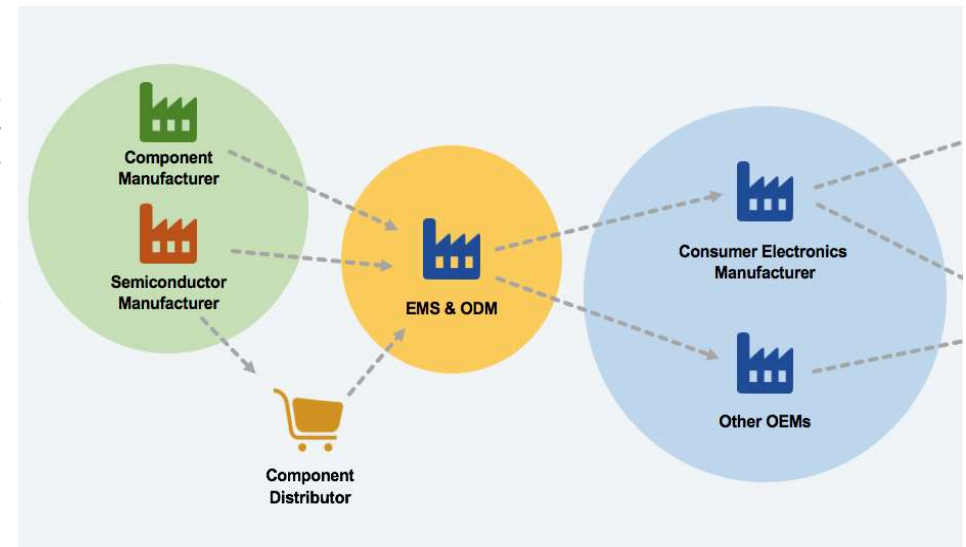 Component
Manufacturer
Semiconductor
Manufacturer
EMS & ODM
Component
Distributor
Consumer Electronics
Manufacturer
Other OEMs